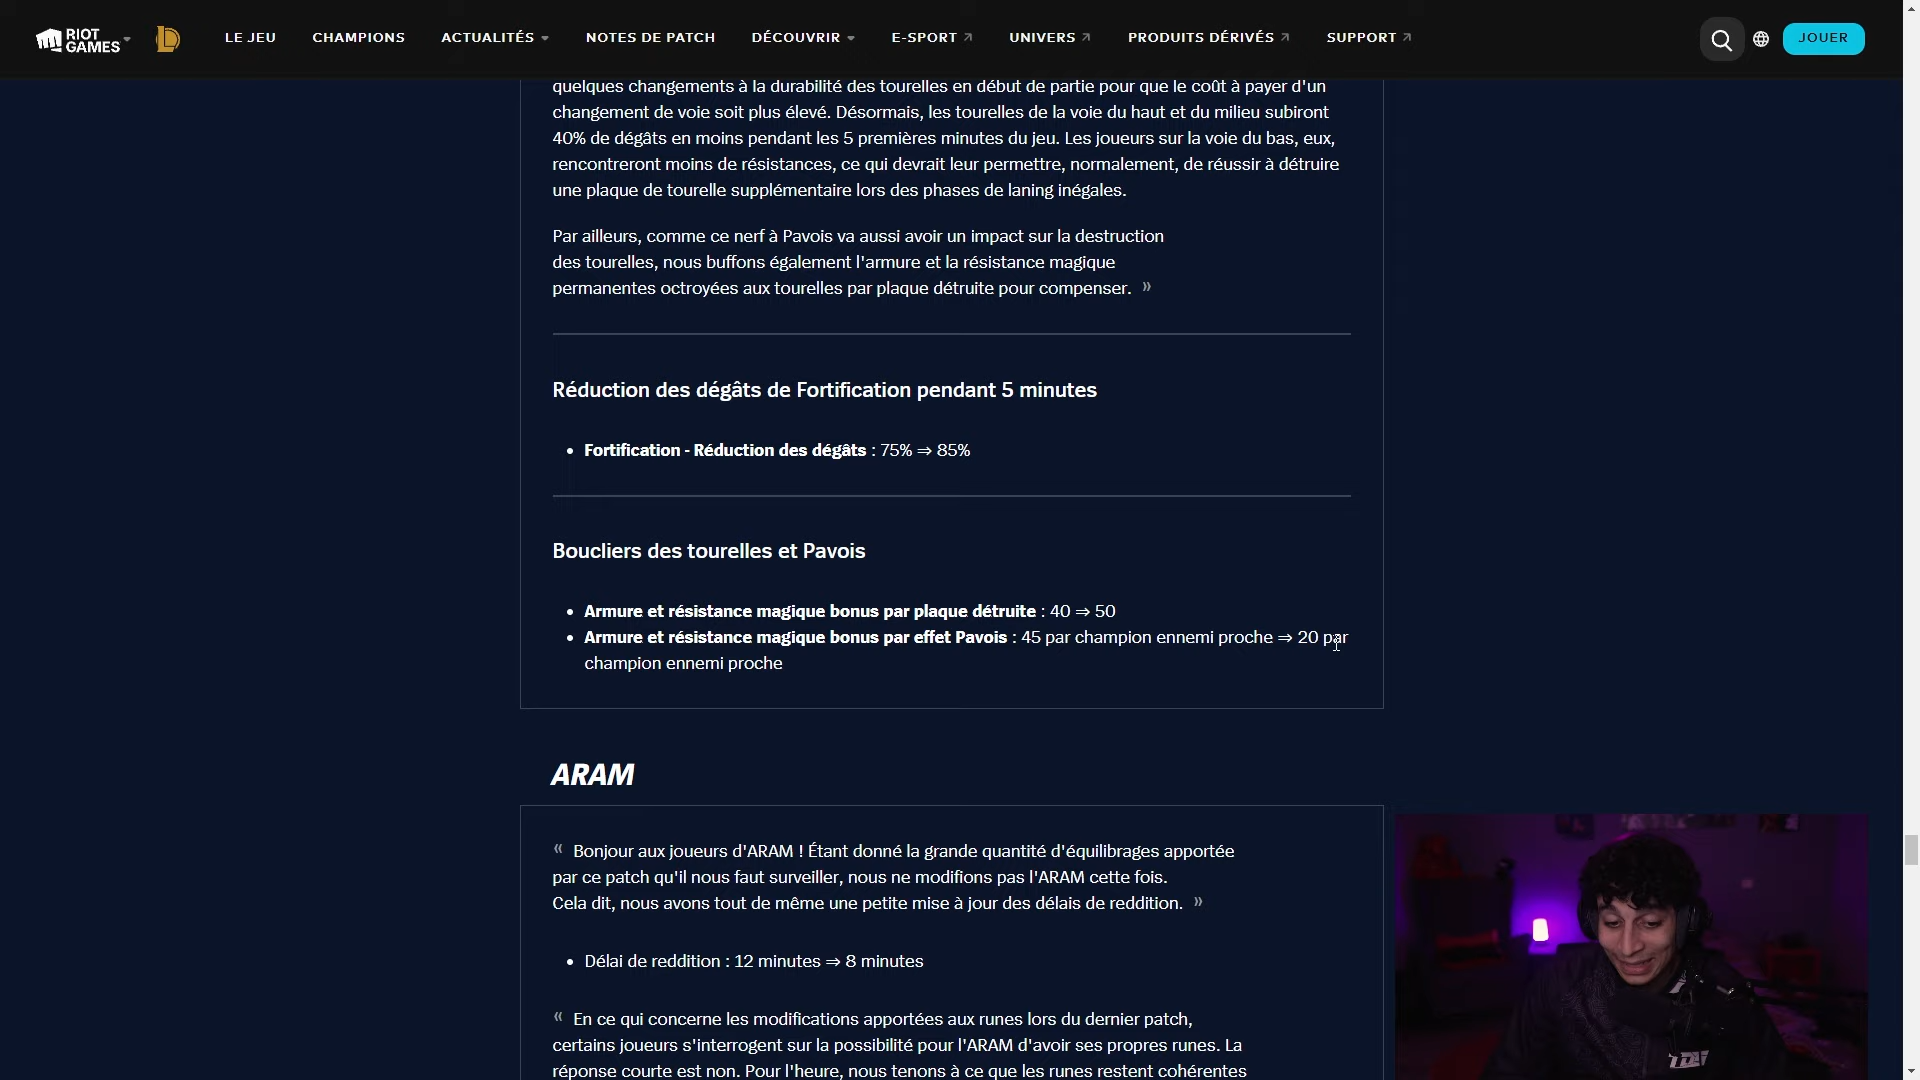 RIOT GAMES LE JEU CHAMPIONS ACTUALITÉS NOTES DE PATCH DÉCOUVRIR E-SPORT UNIVERS PRODUITS DÉRIVÉS SUPPORT JOUER
quelques changements à la durabilité des tourelles en début de partie pour que le coût à payer d'un
changement de voie soit plus élevé. Désormais, les tourelles de la voie du haut et du milieu subiront
40% de dégâts en moins pendant les 5 premières minutes du jeu. Les joueurs sur la voie du bas, eux,
rencontreront moins de résistances, ce qui devrait leur permettre, normalement, de réussir à détruire
une plaque de tourelle supplémentaire lors des phases de laning inégales.
Par ailleurs, comme ce nerf à Pavois va aussi avoir un impact sur la destruction
des tourelles, nous buffons également l'armure et la résistance magique
permanentes octroyées aux tourelles par plaque détruite pour compenser. »
Réduction des dégâts de Fortification pendant 5 minutes
• Fortification - Réduction des dégâts : 75% ⇒ 85%
Boucliers des tourelles et Pavois
• Armure et résistance magique bonus par plaque détruite : 40 ⇒ 50
• Armure et résistance magique bonus par effet Pavois : 45 par champion ennemi proche ⇒ 20 par
champion ennemi proche
ARAM
« Bonjour aux joueurs d'ARAM ! Étant donné la grande quantité d'équilibrages apportée
par ce patch qu'il nous faut surveiller, nous ne modifions pas l'ARAM cette fois.
Cela dit, nous avons tout de même une petite mise à jour des délais de reddition. »
• Délai de reddition : 12 minutes ⇒ 8 minutes
« En ce qui concerne les modifications apportées aux runes lors du dernier patch,
certains joueurs s'interrogent sur la possibilité pour l'ARAM d'avoir ses propres runes. La
réponse courte est non. Pour l'heure, nous tenons à ce que les runes restent cohérentes